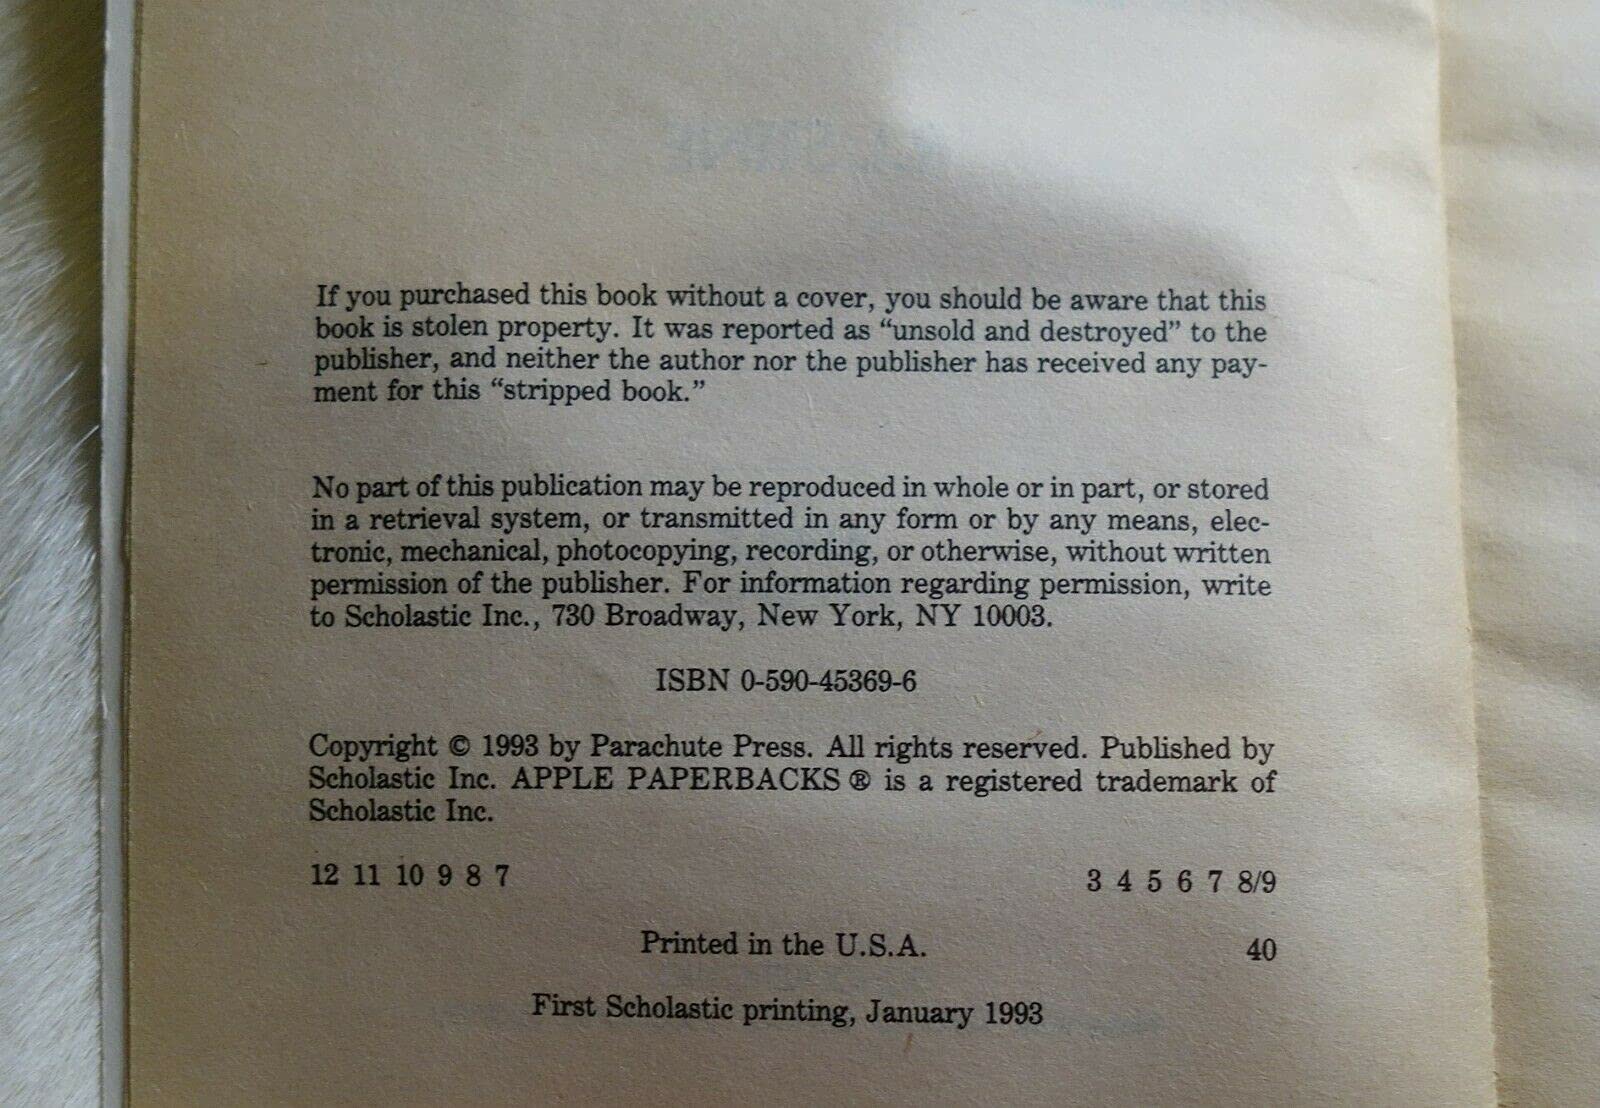 If you purchased this book without a cover, you should be aware that this
book is stolen property. It was reported as “unsold and destroyed” to the
publisher, and neither the author nor the publisher has received any pay-
ment for this “stripped book.”
No part of this publication may be reproduced in whole or in part, or stored
in a retrieval system, or transmitted in any form or by any means, elec-
tronic, mechanical, photocopying, recording, or otherwise, without written
permission of the publisher. For information regarding permission, write
to Scholastic Inc., 730 Broadway, New York, NY 10003.
ISBN 0-590-45369-6
Copyright © 1993 by Parachute Press. All rights reserved. Published by
Scholastic Inc. APPLE PAPERBACKS ® is a registered trademark of
Scholastic Inc.
12 11 10 9 8 7 3 4 5 6 7 8/9
Printed in the U.S.A. 40
First Scholastic printing, January 1993